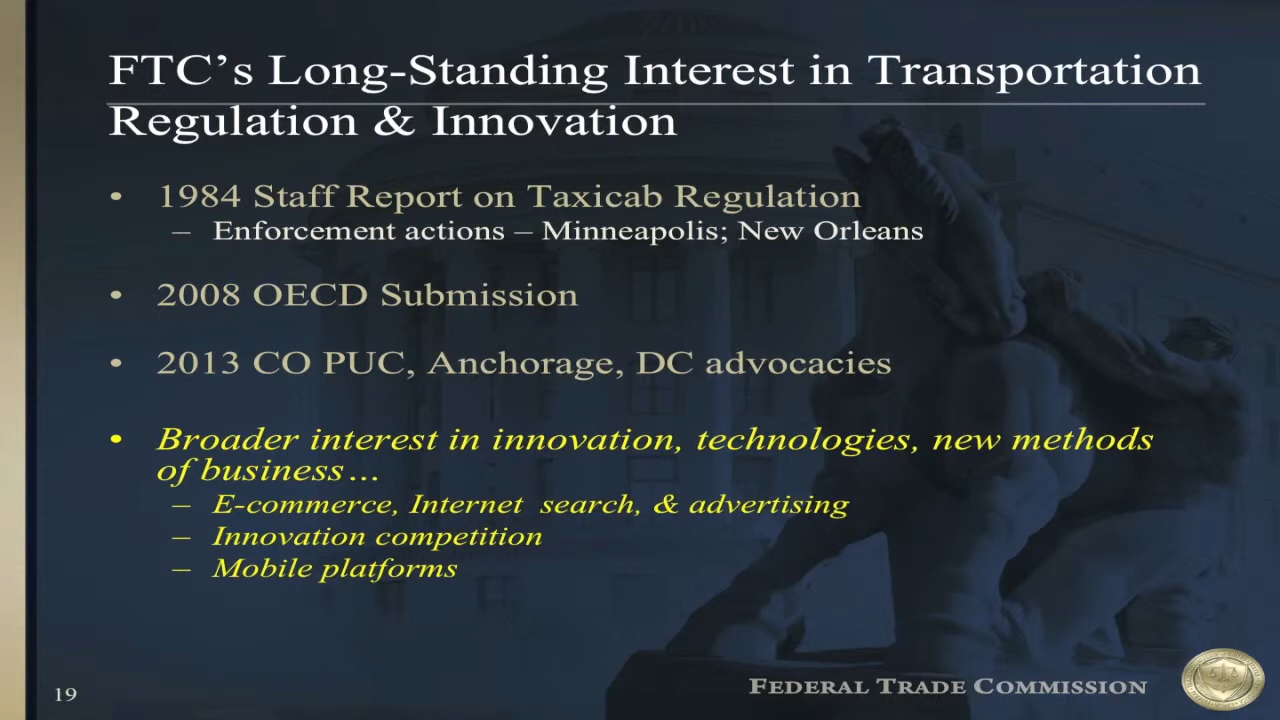 FTC’s Long-Standing Interest in Transportation
Regulation & Innovation
• 1984 Staff Report on Taxicab Regulation
– Enforcement actions – Minneapolis; New Orleans
• 2008 OECD Submission
• 2013 CO PUC, Anchorage, DC advocacies
• Broader interest in innovation, technologies, new methods
of business…
– E-commerce, Internet search, & advertising
– Innovation competition
– Mobile platforms
19
FEDERAL TRADE COMMISSION